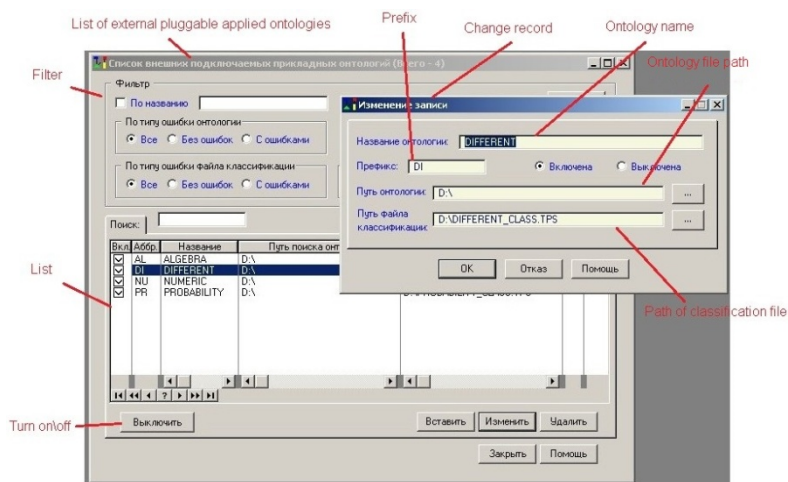 List of external pluggable applied ontologies
Prefix
Change record
Ontology name
Ontology file path
Filter
List
Turn on\off
Path of classification file
Список внешних подключаемых прикладных онтологий (Всего - 4)
Фильтр
По названию
По типу ошибки онтологии
Все Без ошибок С ошибками
По типу ошибки файла классификации
Все Без ошибок С ошибками
Поиск:
Вкл. Аббр. Название Путь поиска онт
AL ALGEBRA D:\
DI DIFFERENT D:\
NU NUMERIC D:\
PR PROBABILITY D:\ D:\PROBABILITY_CLASS.TPS
?
Выключить Вставить Изменить Удалить
Закрыть Помощь
Изменение записи
Название онтологии: DIFFERENT
Префикс: DI Включена Выключена
Путь онтологии: D:\ ...
Путь файла
классификации: D:\DIFFERENT_CLASS.TPS ...
OK Отказ Помощь